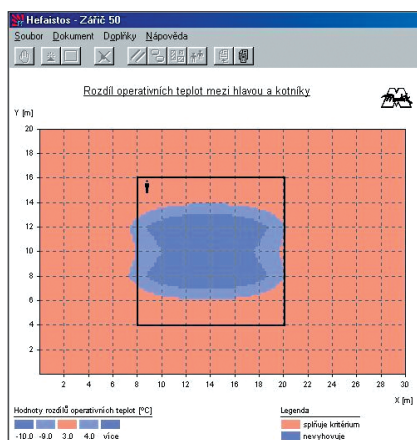 Hefaistos - Zářič 50
Soubor Dokument Doplňky Nápověda
Rozdíl operativních teplot mezi hlavou a kotníky
Y [m]
20
18
16
14
12
10
8
6
4
2
2 4 6 8 10 12 14 16 18 20 22 24 26 28 30
X [m]
Hodnoty rozdílů operativních teplot [°C]
-10.0 -9.0 3.0 4.0 více
Legenda
splňuje kritérium
nevyhovuje